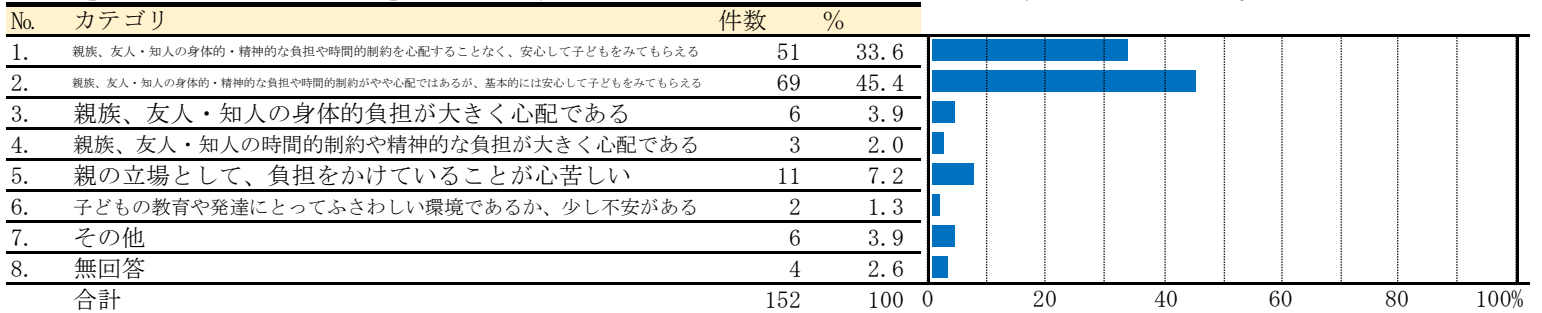 № カテゴリ 件数 %
1. 親族、友人・知人の身体的・精神的な負担や時間的制約を心配することなく、安心して子どもをみてもらえる 51 33.6
2. 親族、友人・知人の身体的・精神的な負担や時間的制約がやや心配ではあるが、基本的には安心して子どもをみてもらえる 69 45.4
3. 親族、友人・知人の身体的負担が大きく心配である 6 3.9
4. 親族、友人・知人の時間的制約や精神的な負担が大きく心配である 3 2.0
5. 親の立場として、負担をかけていることが心苦しい 11 7.2
6. 子どもの教育や発達にとってふさわしい環境であるか、少し不安がある 2 1.3
7. その他 6 3.9
8. 無回答 4 2.6
合計 152 100 0 20 40 60 80 100%